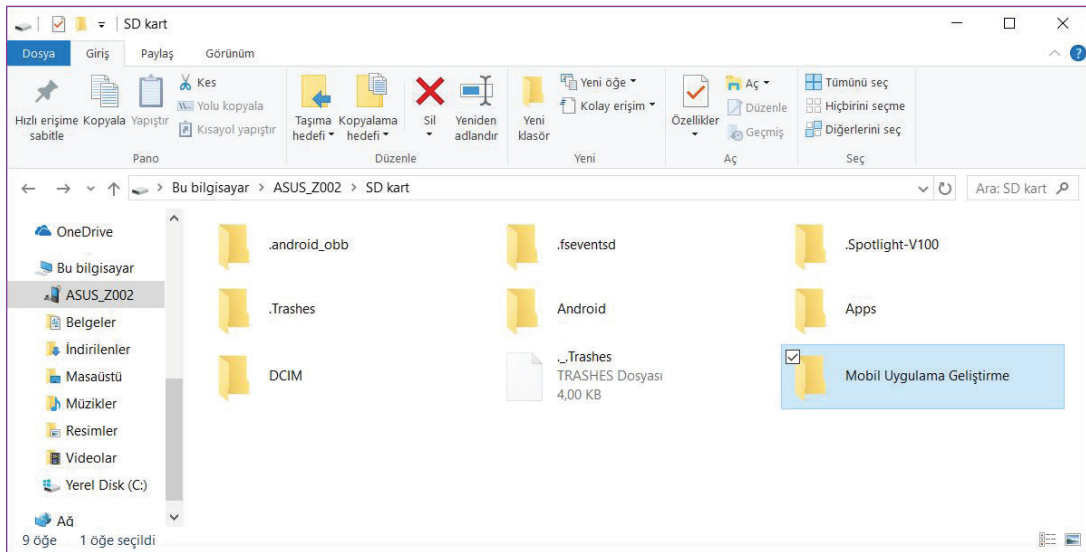 SD kart
Dosya Giriş Paylaş Görünüm
Hızlı erişime sabitle
Kopyala
Yapıştır
Kes
Yolu kopyala
Kısayol yapıştır
Pano
Taşıma hedefi
Kopyalama hedefi
Sil
Yeniden adlandır
Düzenle
Yeni klasör
Yeni öğe
Kolay erişim
Yeni
Özellikler
Aç
Düzenle
Geçmiş
Aç
Tümünü seç
Hiçbirini seçme
Diğerlerini seç
Seç
Bu bilgisayar > ASUS_Z002 > SD kart
Ara: SD kart
OneDrive
Bu bilgisayar
ASUS_Z002
Belgeler
İndirilenler
Masaüstü
Müzikler
Resimler
Videolar
Yerel Disk (C:)
Ağ
.android_obb
.fseventsd
.Spotlight-V100
.Trashes
Android
Apps
DCIM
._.Trashes
TRASHES Dosyası
4,00 KB
Mobil Uygulama Geliştirme
9 öğe 1 öğe seçildi